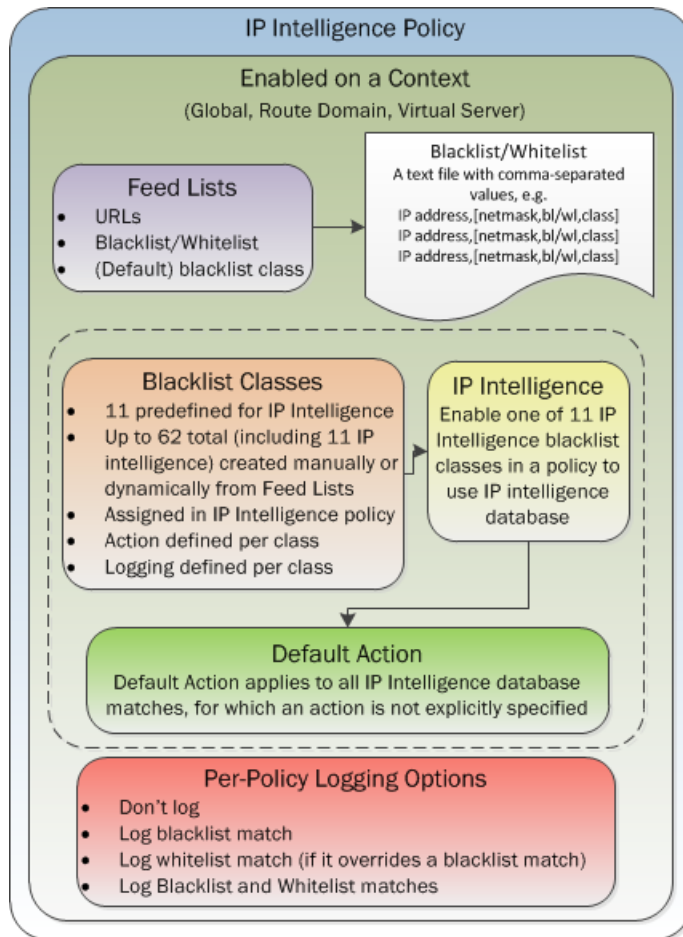 IP Intelligence Policy
Enabled on a Context
(Global, Route Domain, Virtual Server)
Feed Lists
• URLs
• Blacklist/Whitelist
• (Default) blacklist class
Blacklist/Whitelist
A text file with comma-separated
values, e.g.
IP address,[netmask,bl/wl,class]
IP address,[netmask,bl/wl,class]
IP address,[netmask,bl/wl,class]
Blacklist Classes
• 11 predefined for IP Intelligence
• Up to 62 total (including 11 IP
intelligence) created manually or
dynamically from Feed Lists
• Assigned in IP Intelligence policy
• Action defined per class
• Logging defined per class
IP Intelligence
Enable one of 11 IP
Intelligence blacklist
classes in a policy to
use IP intelligence
database
Default Action
Default Action applies to all IP Intelligence database
matches, for which an action is not explicitly specified
Per-Policy Logging Options
• Don't log
• Log blacklist match
• Log whitelist match (if it overrides a blacklist match)
• Log Blacklist and Whitelist matches